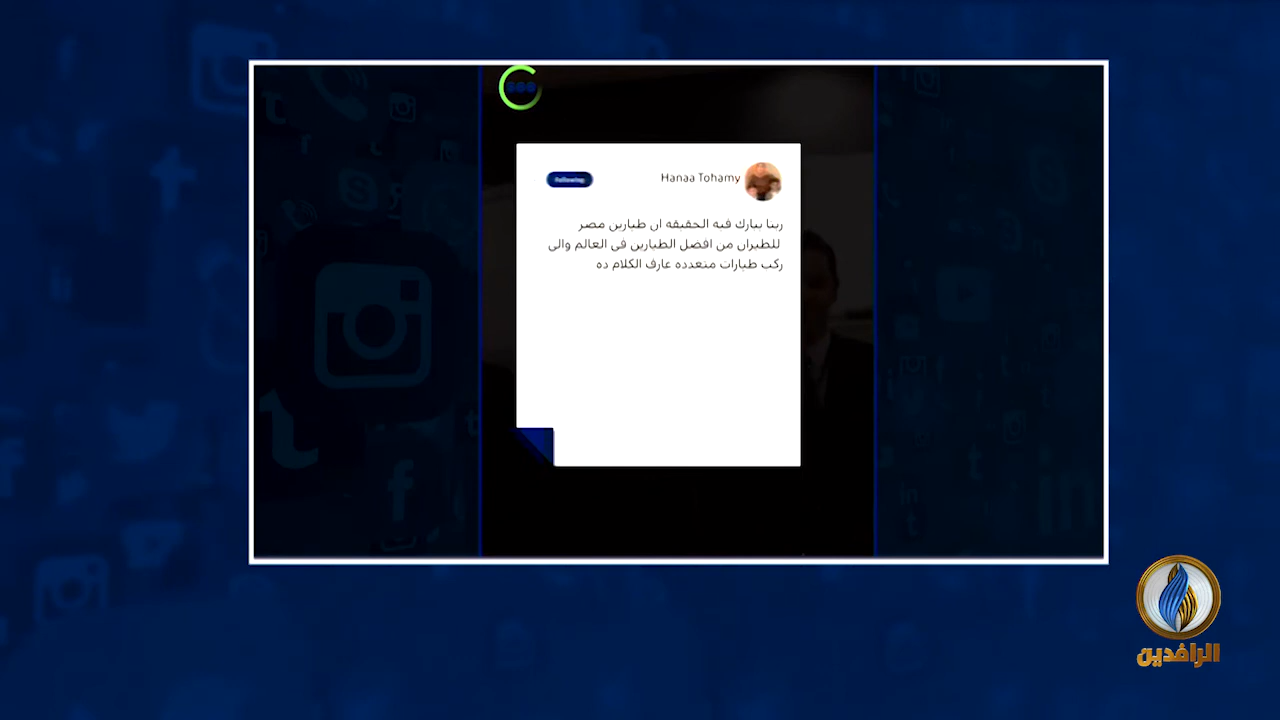 Hanaa Tohamy
Following
ربنا يبارك فيه الحقيقه ان طيارين مصر
للطيران من افضل الطيارين فى العالم والى
ركب طيارات متعدده عارف الكلام ده
الرافدين